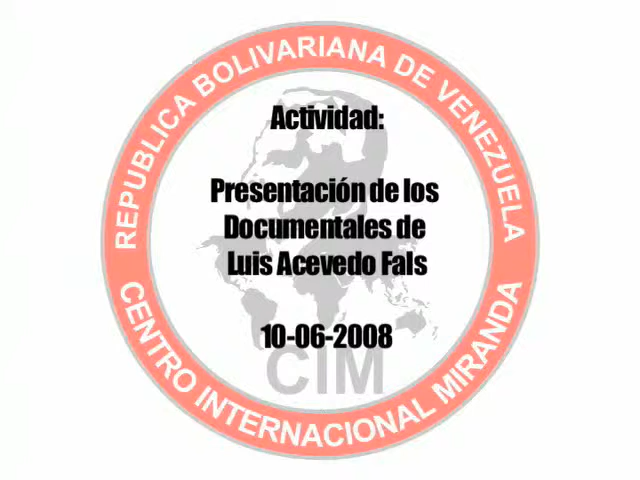 REPUBLICA BOLIVARIANA DE VENEZUELA
Actividad:
Presentación de los
Documentales de
Luis Acevedo Fals
10-06-2008
CIM
CENTRO INTERNACIONAL MIRANDA